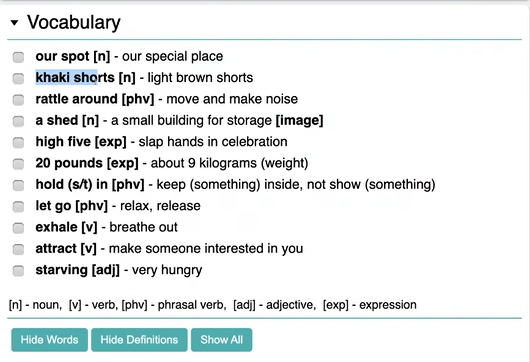 Vocabulary
our spot [n] - our special place
khaki shorts [n] - light brown shorts
rattle around [phv] - move and make noise
a shed [n] - a small building for storage [image]
high five [exp] - slap hands in celebration
20 pounds [exp] - about 9 kilograms (weight)
hold (s/t) in [phv] - keep (something) inside, not show (something)
let go [phv] - relax, release
exhale [v] - breathe out
attract [v] - make someone interested in you
starving [adj] - very hungry
[n] - noun, [v] - verb, [phv] - phrasal verb, [adj] - adjective, [exp] - expression
Hide Words Hide Definitions Show All